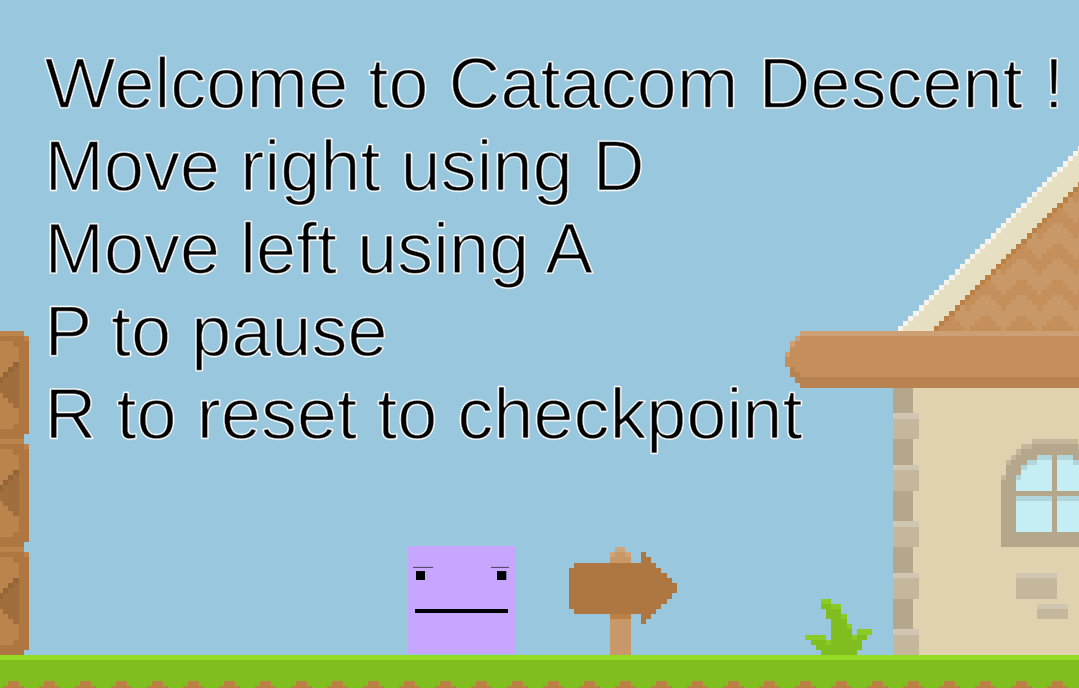 Welcome to Catacom Descent !
Move right using D
Move left using A
P to pause
R to reset to checkpoint